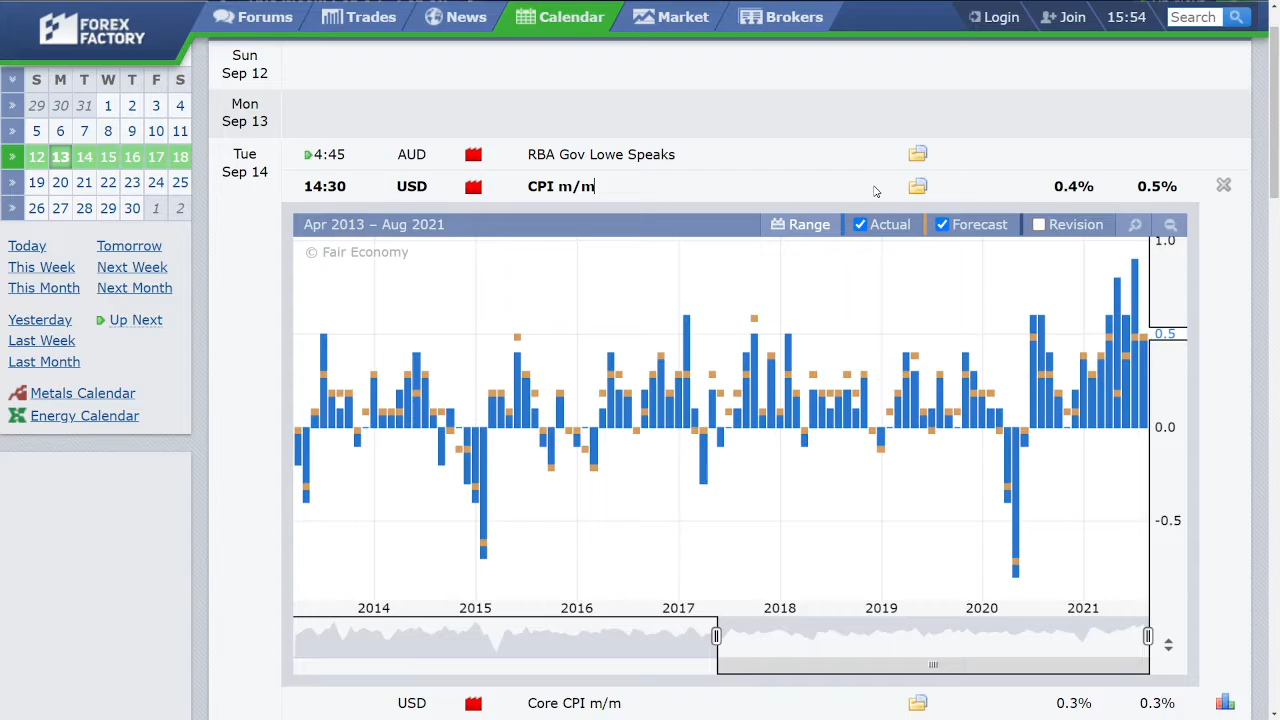 FOREX FACTORY
Forums Trades News Calendar Market Brokers Login Join 15:54 Search
S M T W T F S
29 30 31 1 2 3 4
5 6 7 8 9 10 11
12 13 14 15 16 17 18
19 20 21 22 23 24 25
26 27 28 29 30 1 2
Today Tomorrow
This Week Next Week
This Month Next Month
Yesterday Up Next
Last Week
Last Month
Metals Calendar
Energy Calendar
Sun
Sep 12
Mon
Sep 13
Tue
Sep 14
4:45 AUD RBA Gov Lowe Speaks
14:30 USD CPI m/m 0.4% 0.5%
Apr 2013 – Aug 2021 Range Actual Forecast Revision
© Fair Economy
1.0
0.5
0.0
-0.5
2014 2015 2016 2017 2018 2019 2020 2021
USD Core CPI m/m 0.3% 0.3%